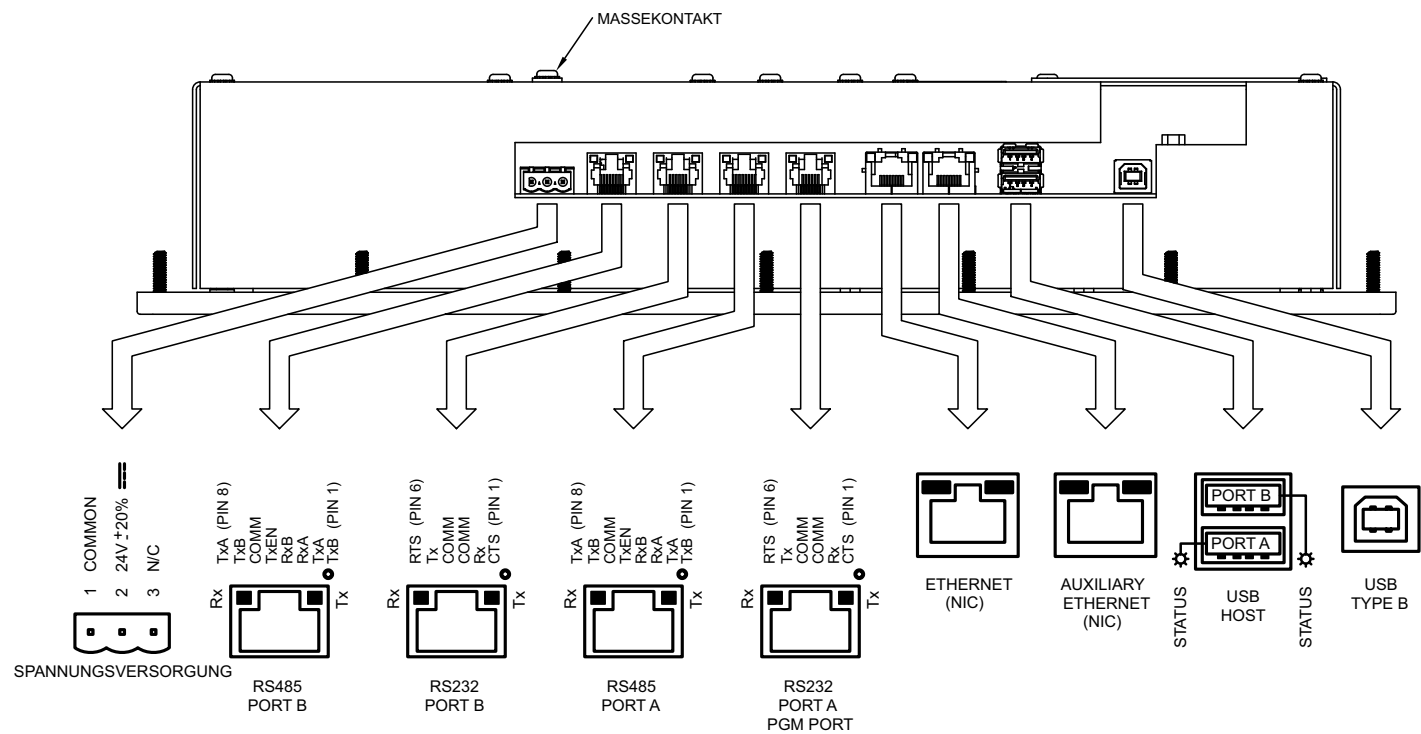 MASSEKONTAKT
1 COMMON
2 24V ±20%
3 N/C
SPANNUNGSVERSORGUNG
TxA (PIN 8)
TxB
COMM
TxEN
RxB
RxA
TxA
TxB (PIN 1)
Rx
Tx
RS485
PORT B
RTS (PIN 6)
Tx
COMM
COMM
Rx
CTS (PIN 1)
Rx
Tx
RS232
PORT B
TxA (PIN 8)
TxB
COMM
TxEN
RxB
RxA
TxA
TxB (PIN 1)
Rx
Tx
RS485
PORT A
RTS (PIN 6)
Tx
COMM
COMM
Rx
CTS (PIN 1)
Rx
Tx
RS232
PORT A
PGM PORT
ETHERNET
(NIC)
AUXILIARY
ETHERNET
(NIC)
PORT B
PORT A
STATUS
USB
HOST
STATUS
USB
TYPE B